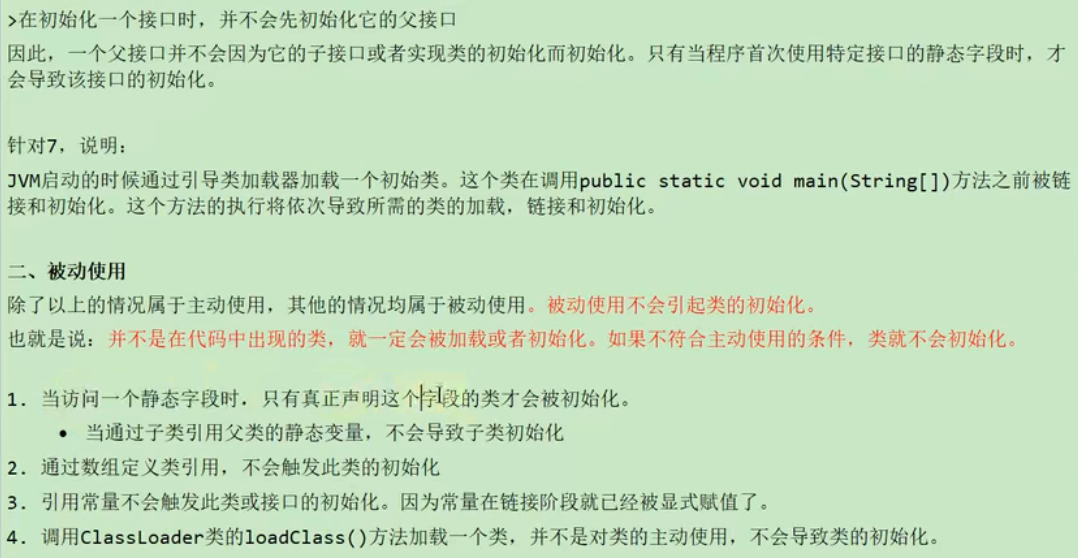 >在初始化一个接口时，并不会先初始化它的父接口
因此，一个父接口并不会因为它的子接口或者实现类的初始化而初始化。只有当程序首次使用特定接口的静态字段时，才
会导致该接口的初始化。
针对7，说明：
JVM启动的时候通过引导类加载器加载一个初始类。这个类在调用public static void main(String[])方法之前被链
接和初始化。这个方法的执行将依次导致所需的类的加载，链接和初始化。
二、被动使用
除了以上的情况属于主动使用，其他的情况均属于被动使用。被动使用不会引起类的初始化。
也就是说：并不是在代码中出现的类，就一定会被加载或者初始化。如果不符合主动使用的条件，类就不会初始化。
1. 当访问一个静态字段时，只有真正声明这个字段的类才会被初始化。
• 当通过子类引用父类的静态变量，不会导致子类初始化
2. 通过数组定义类引用，不会触发此类的初始化
3. 引用常量不会触发此类或接口的初始化。因为常量在链接阶段就已经被显式赋值了。
4. 调用ClassLoader类的loadClass()方法加载一个类，并不是对类的主动使用，不会导致类的初始化。